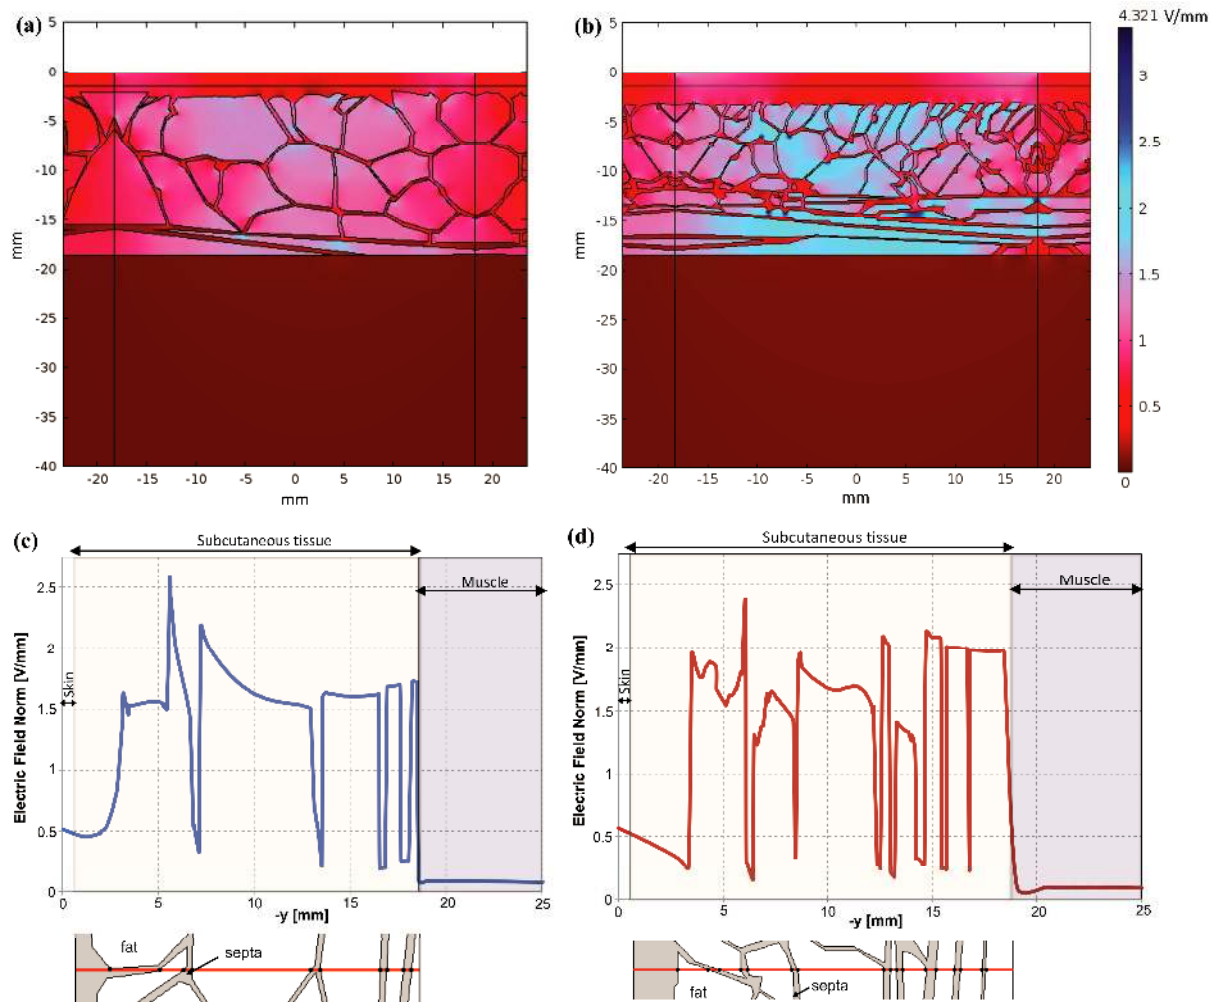 (a)
5
0
-5
-10
-15
-20
-25
-30
-35
-40
mm
-20 -15 -10 -5 0 5 10 15 20
mm
(b)
5
0
-5
-10
-15
-20
-25
-30
-35
-40
mm
-20 -15 -10 -5 0 5 10 15 20
mm
4.321 V/mm
3
2.5
2
1.5
1
0.5
0
(c)
Subcutaneous tissue
Muscle
Skin
Electric Field Norm [V/mm]
2.5
2
1.5
1
0.5
0
0 5 10 15 20 25
-y [mm]
fat
septa
(d)
Subcutaneous tissue
Muscle
Skin
Electric Field Norm [V/mm]
2.5
2
1.5
1
0.5
0
0 5 10 15 20 25
-y [mm]
fat
septa